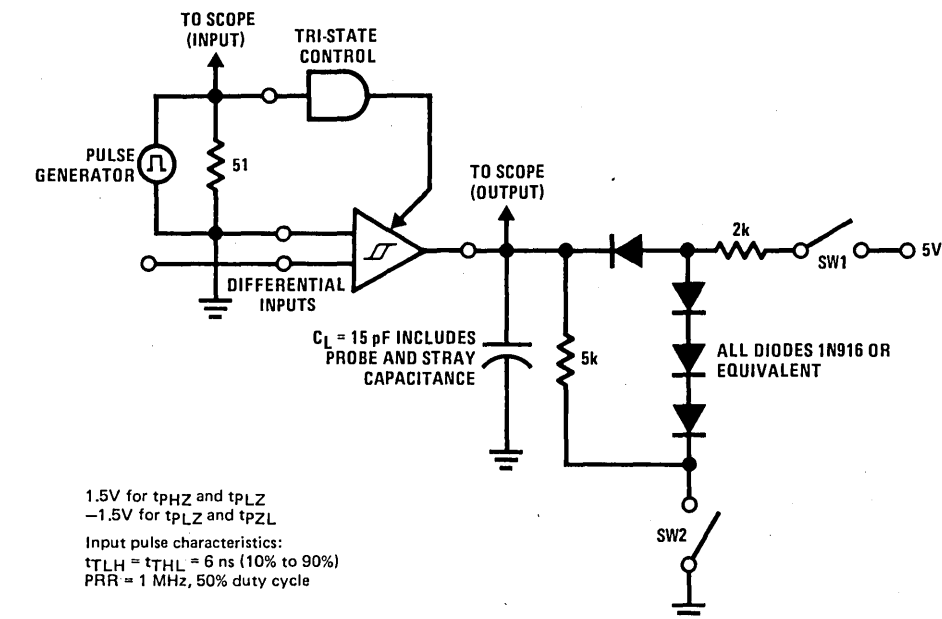 TO SCOPE
(INPUT)
TRI-STATE
CONTROL
PULSE
GENERATOR
51
TO SCOPE
(OUTPUT)
2k
SW1
5V
DIFFERENTIAL
INPUTS
CL = 15 pF INCLUDES
PROBE AND STRAY
CAPACITANCE
5k
ALL DIODES 1N916 OR
EQUIVALENT
1.5V for tPHZ and tPLZ
–1.5V for tPLZ and tPZL
Input pulse characteristics:
tTLH = tTHL = 6 ns (10% to 90%)
PRR = 1 MHz, 50% duty cycle
SW2